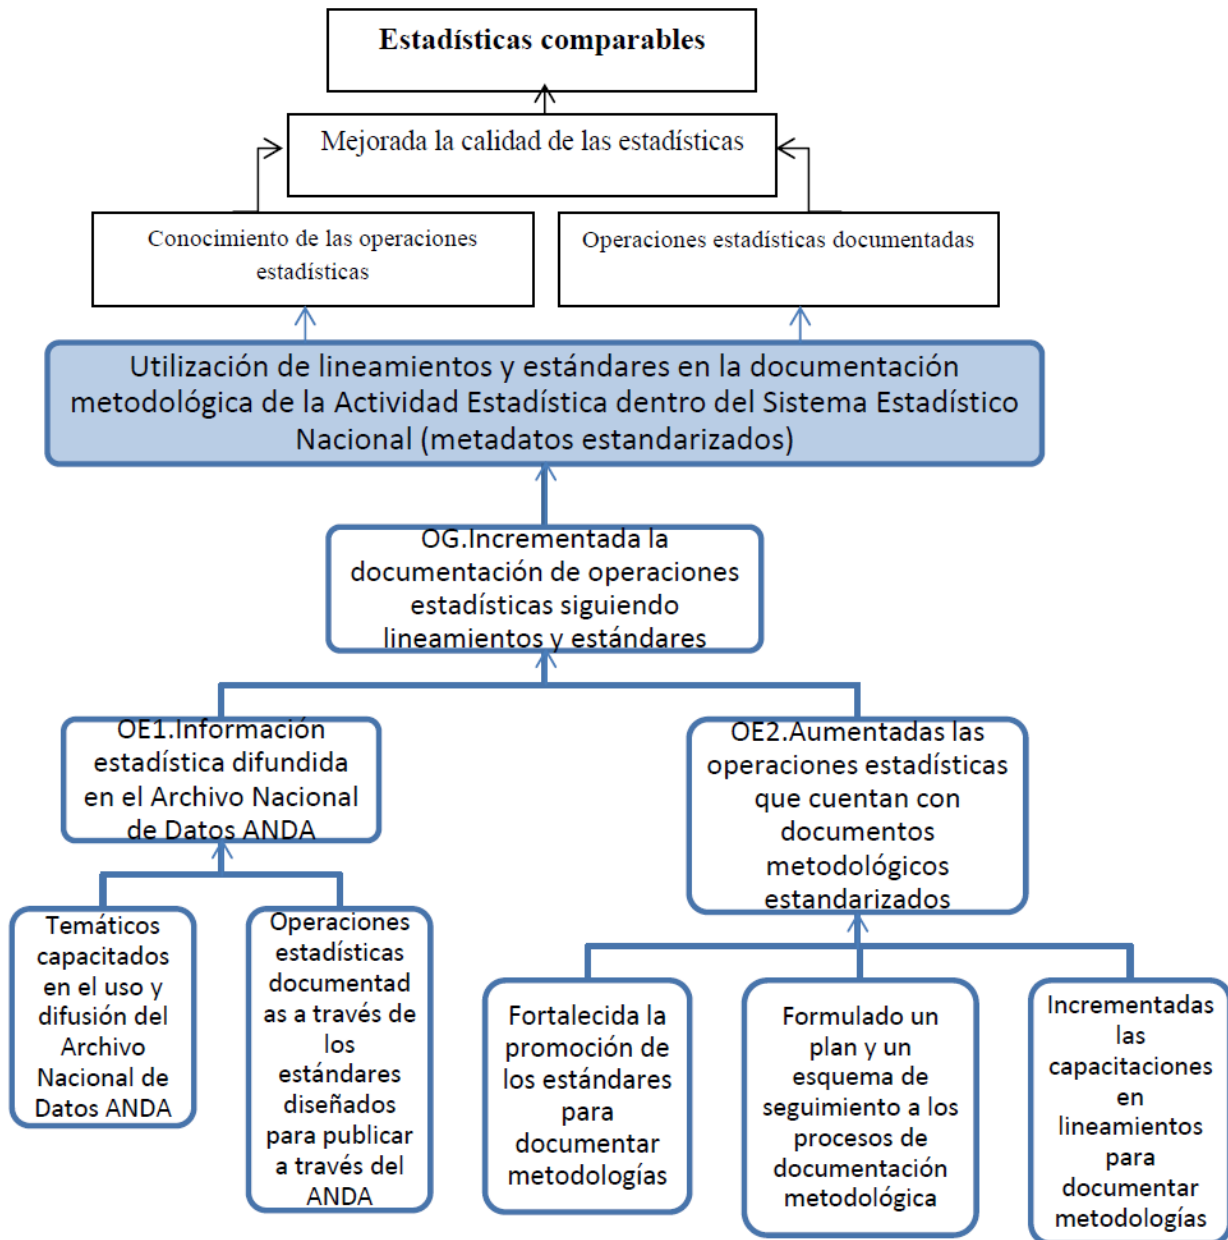 Estadísticas comparables
Mejorada la calidad de las estadísticas
Conocimiento de las operaciones
estadísticas
Operaciones estadísticas documentadas
Utilización de lineamientos y estándares en la documentación
metodológica de la Actividad Estadística dentro del Sistema Estadístico
Nacional (metadatos estandarizados)
OG.Incrementada la
documentación de operaciones
estadísticas siguiendo
lineamientos y estándares
OE1.Información
estadística difundida
en el Archivo Nacional
de Datos ANDA
OE2.Aumentadas las
operaciones estadísticas
que cuentan con
documentos
metodológicos
estandarizados
Temáticos
capacitados
en el uso y
difusión del
Archivo
Nacional de
Datos ANDA
Operaciones
estadísticas
documentad
as a través de
los
estándares
diseñados
para publicar
a través del
ANDA
Fortalecida la
promoción de
los estándares
para
documentar
metodologías
Formulado un
plan y un
esquema de
seguimiento a los
procesos de
documentación
metodológica
Incrementadas
las
capacitaciones
en
lineamientos
para
documentar
metodologías